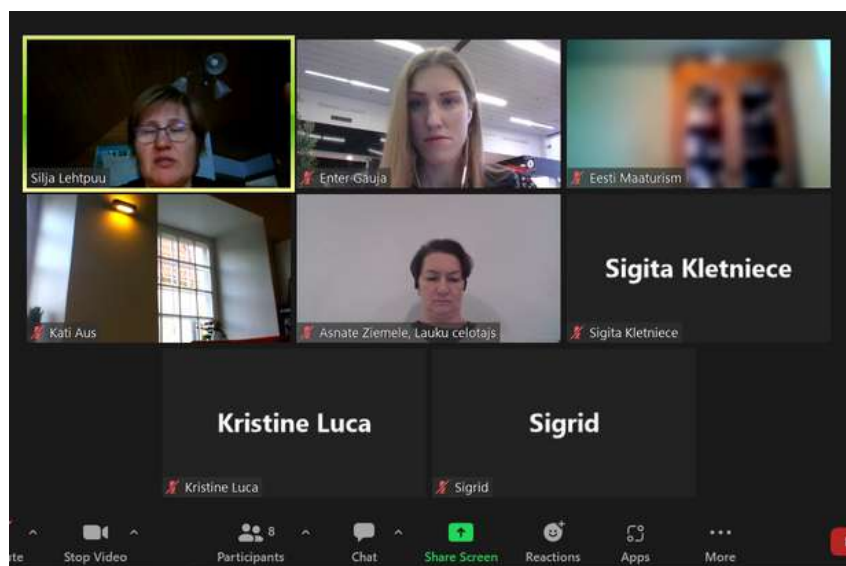 Silja Lehtpuu
Enter Gauja
Eesti Maaturism
Kati Aus
Asnate Ziemele, Lauku celotajs
Sigita Kletniece
Sigita Kletniece
Kristine Luca
Sigrid
Kristine Luca
Sigrid
Stop Video
8
Participants
Chat
Share Screen
Reactions
Apps
More